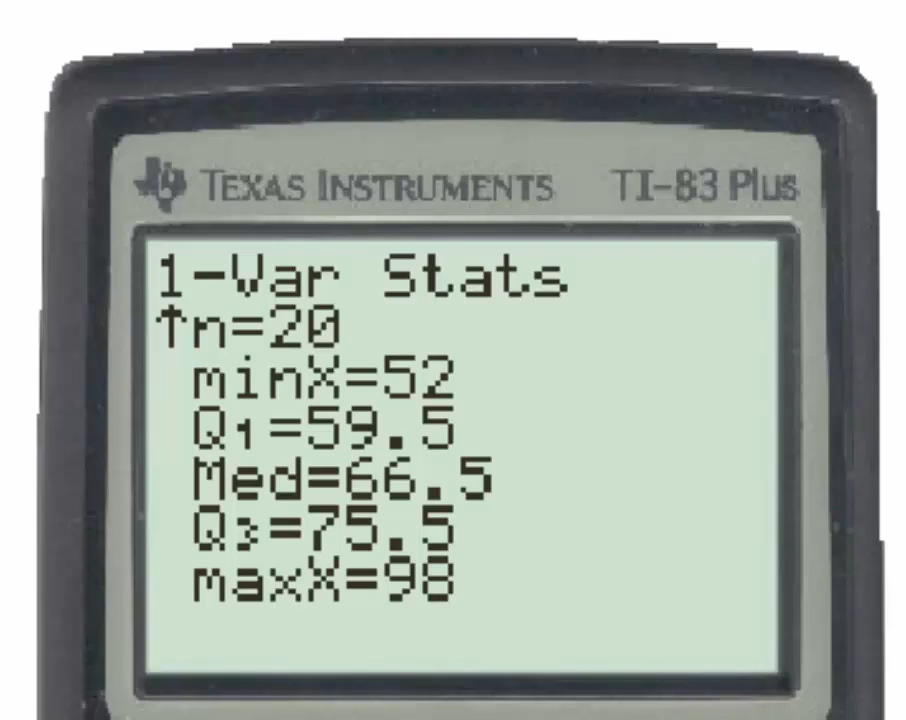 TEXAS INSTRUMENTS TI-83 Plus
1-Var Stats
↑n=20
minX=52
Q₁=59.5
Med=66.5
Q₃=75.5
maxX=98